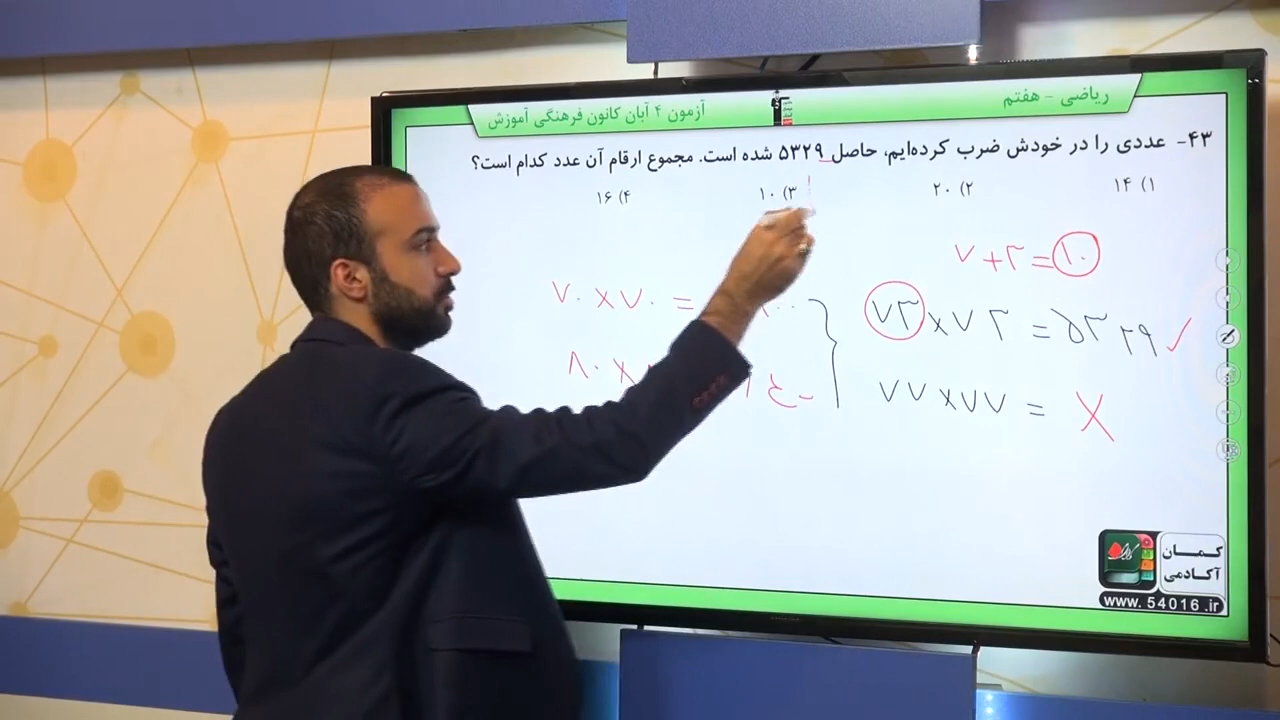 ریاضی - هفتم
آزمون ۴ آبان کانون فرهنگی آموزش
۴۳- عددی را در خودش ضرب کرده‌ایم، حاصل ۵۳۲۹ شده است. مجموع ارقام آن عدد کدام است؟
۱) ۱۴ ۲) ۲۰ ۳) ۱۰ ۴) ۱۶
۷+۳=۱۰
۷۰×۷۰ =
۷۳×۷۳ = ۵۳۲۹ ✓
۸۰×
۷۷×۷۷ = X
کمان
آکادمی
www. 54016 .ir